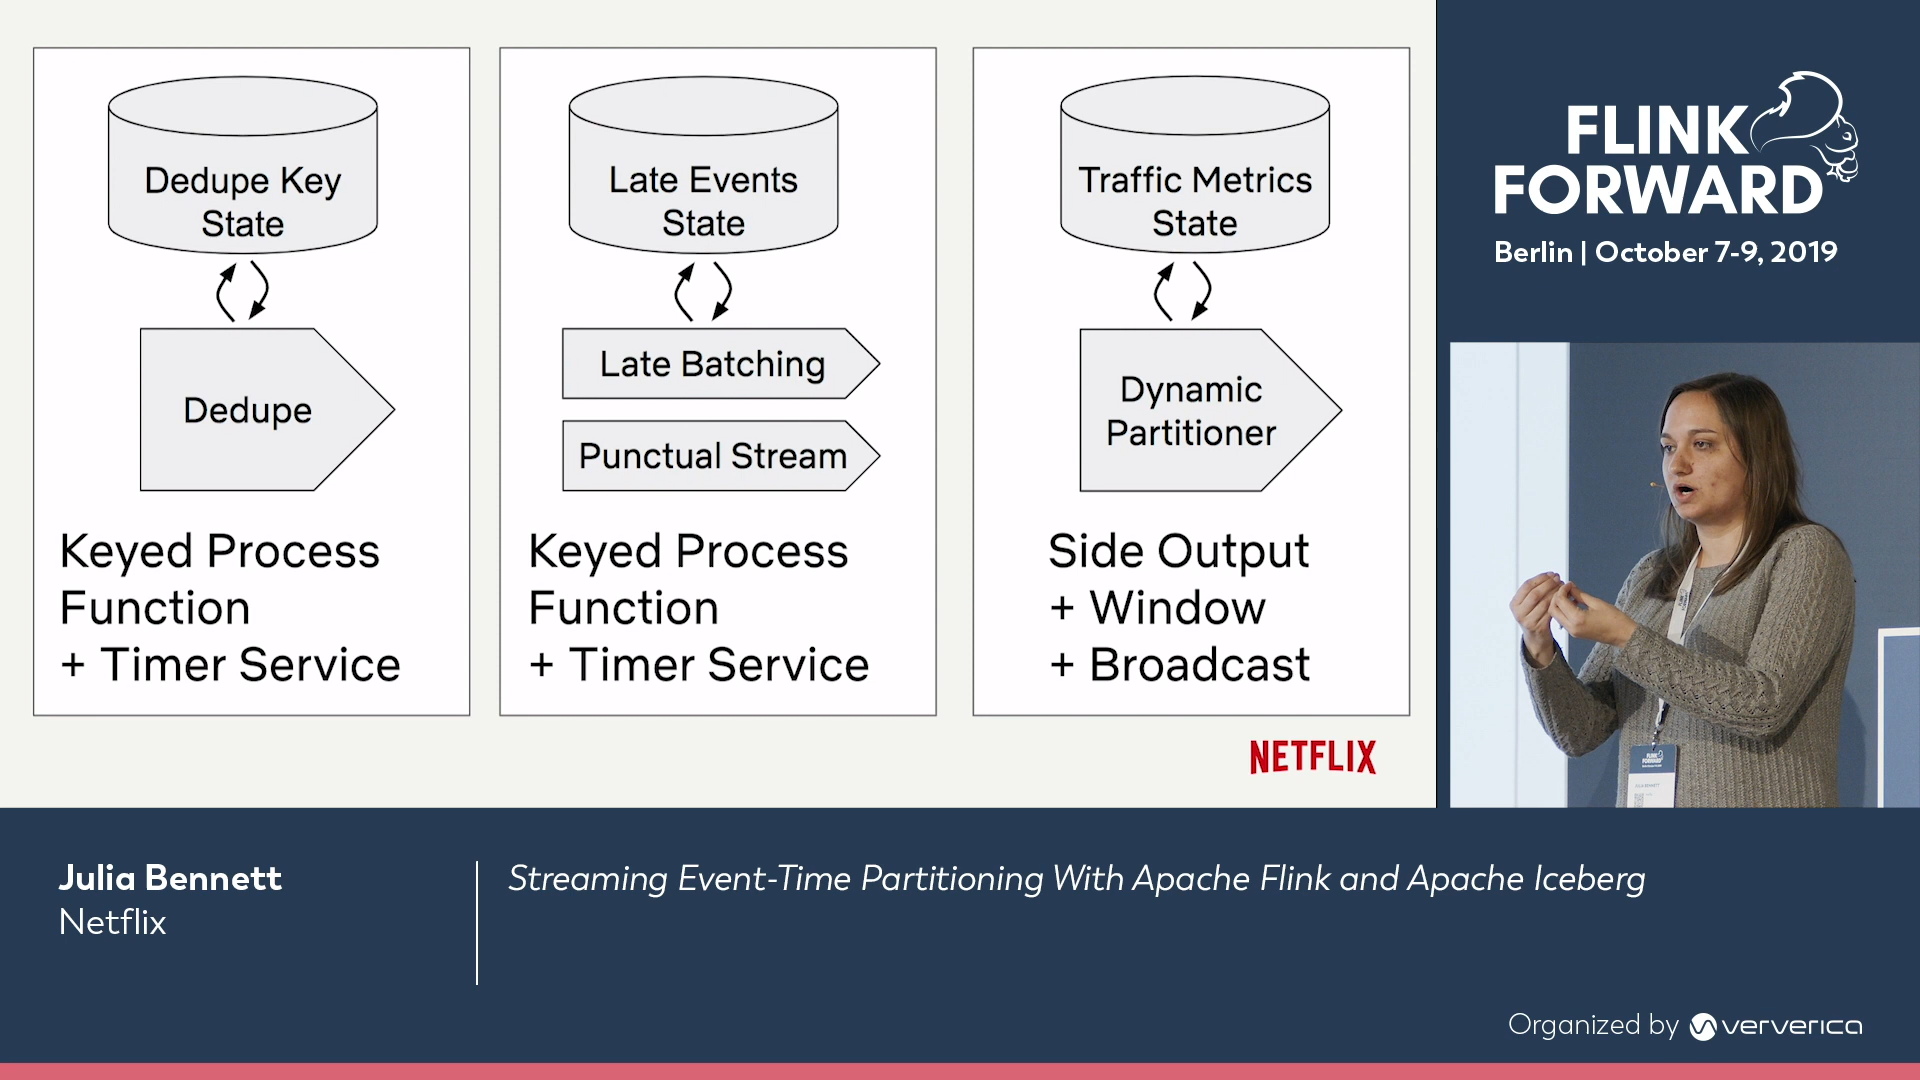 Dedupe Key
State
Dedupe
Keyed Process
Function
+ Timer Service
Late Events
State
Late Batching
Punctual Stream
Keyed Process
Function
+ Timer Service
Traffic Metrics
State
Dynamic
Partitioner
Side Output
+ Window
+ Broadcast
NETFLIX
FLINK
FORWARD
Berlin | October 7-9, 2019
FLINK
FORWARD
Julia Bennett
Netflix
Streaming Event-Time Partitioning With Apache Flink and Apache Iceberg
Organized by ververica